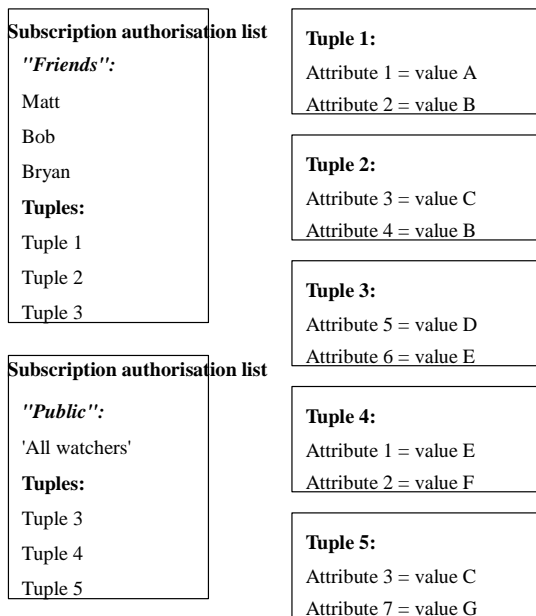 Subscription authorisation list
"Friends":
Matt
Bob
Bryan
Tuples:
Tuple 1
Tuple 2
Tuple 3
Subscription authorisation list
"Public":
'All watchers'
Tuples:
Tuple 3
Tuple 4
Tuple 5
Tuple 1:
Attribute 1 = value A
Attribute 2 = value B
Tuple 2:
Attribute 3 = value C
Attribute 4 = value B
Tuple 3:
Attribute 5 = value D
Attribute 6 = value E
Tuple 4:
Attribute 1 = value E
Attribute 2 = value F
Tuple 5:
Attribute 3 = value C
Attribute 7 = value G